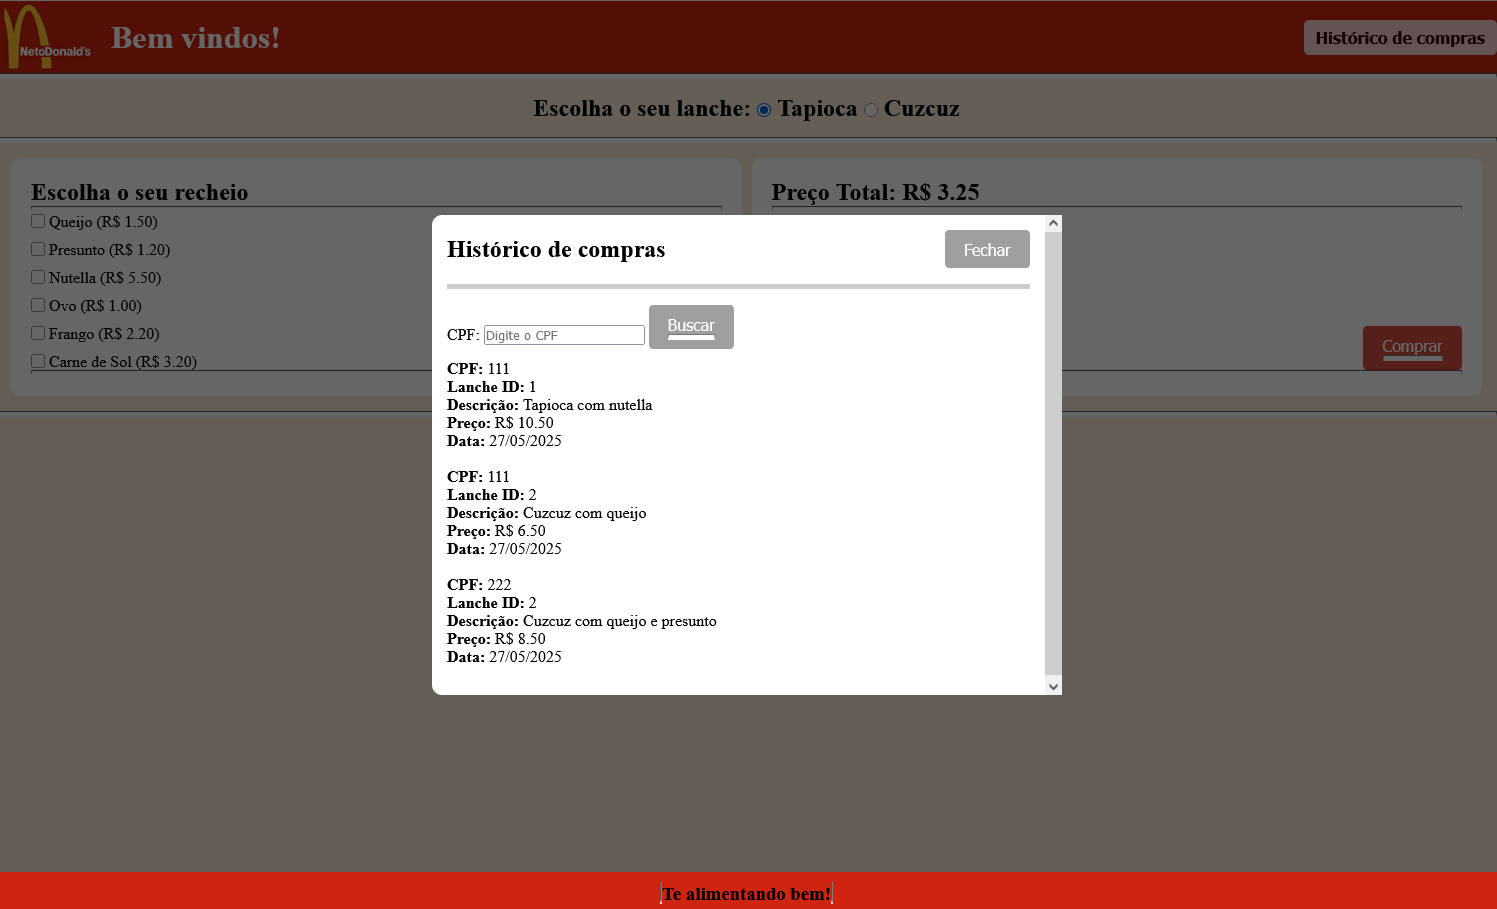 NetoDonald's
Bem vindos!
Histórico de compras
Escolha o seu lanche: Tapioca Cuzcuz
Escolha o seu recheio
Queijo (R$ 1.50)
Presunto (R$ 1.20)
Nutella (R$ 5.50)
Ovo (R$ 1.00)
Frango (R$ 2.20)
Carne de Sol (R$ 3.20)
Preço Total: R$ 3.25
Comprar
Histórico de compras
Fechar
CPF: Digite o CPF Buscar
CPF: 111
Lanche ID: 1
Descrição: Tapioca com nutella
Preço: R$ 10.50
Data: 27/05/2025
CPF: 111
Lanche ID: 2
Descrição: Cuzcuz com queijo
Preço: R$ 6.50
Data: 27/05/2025
CPF: 222
Lanche ID: 2
Descrição: Cuzcuz com queijo e presunto
Preço: R$ 8.50
Data: 27/05/2025
Te alimentando bem!